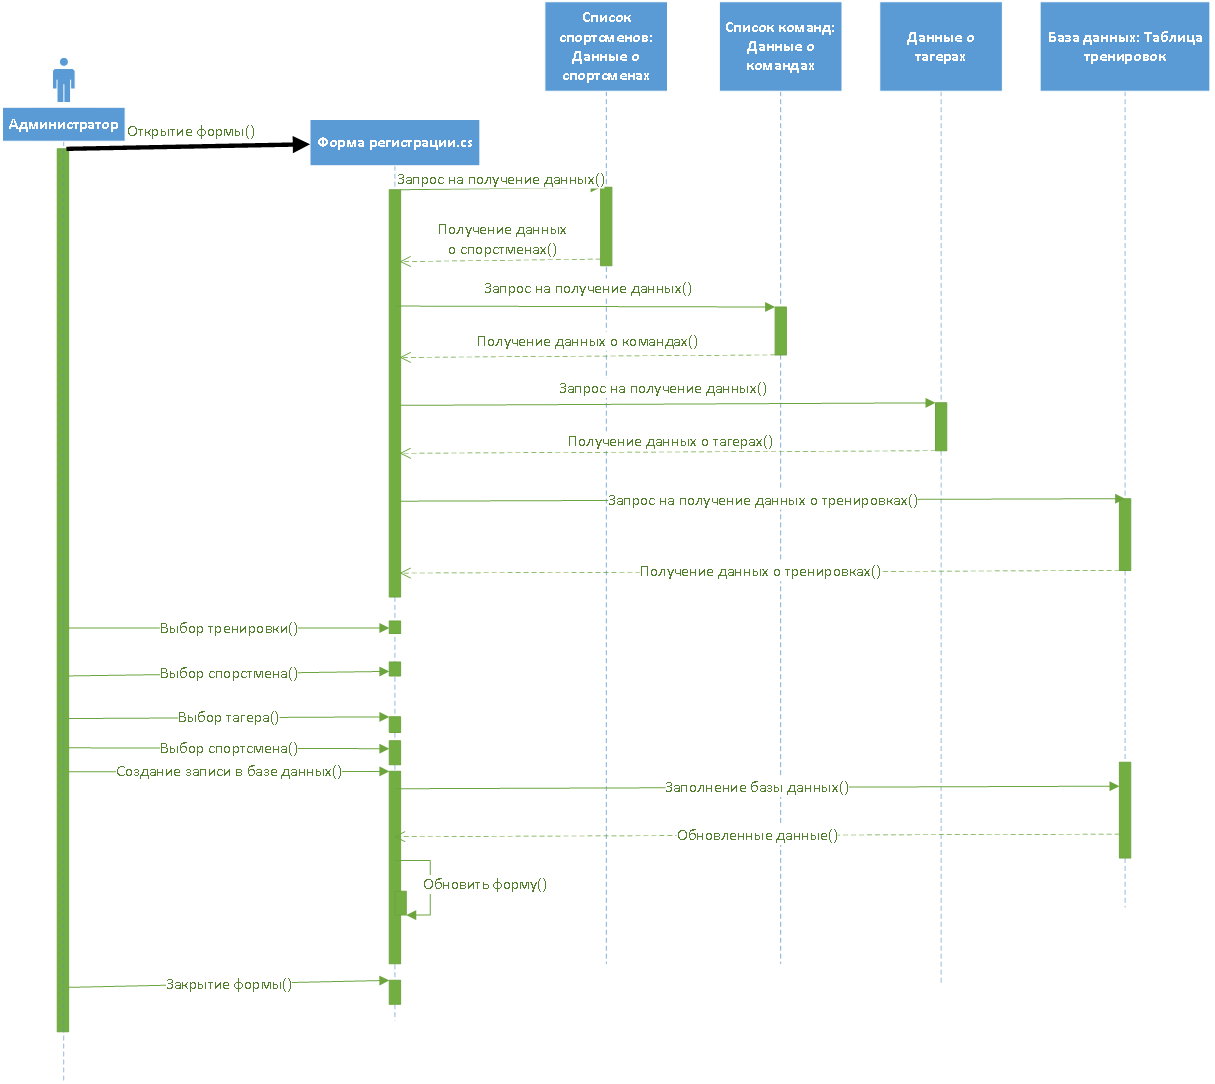 Список
спортсменов:
Данные о
спортсменах
Список команд:
Данные о
командах
Данные о
тагерах
База данных: Таблица
тренировок
Администратор
Открытие формы()
Форма регистрации.cs
Запрос на получение данных()
Получение данных
о спорстменах()
Запрос на получение данных()
Получение данных о командах()
Запрос на получение данных()
Получение данных о тагерах()
Запрос на получение данных о тренировках()
Получение данных о тренировках()
Выбор тренировки()
Выбор спорстмена()
Выбор тагера()
Выбор спортсмена()
Создание записи в базе данных()
Заполнение базы данных()
Обновленные данные()
Обновить форму()
Закрытие формы()